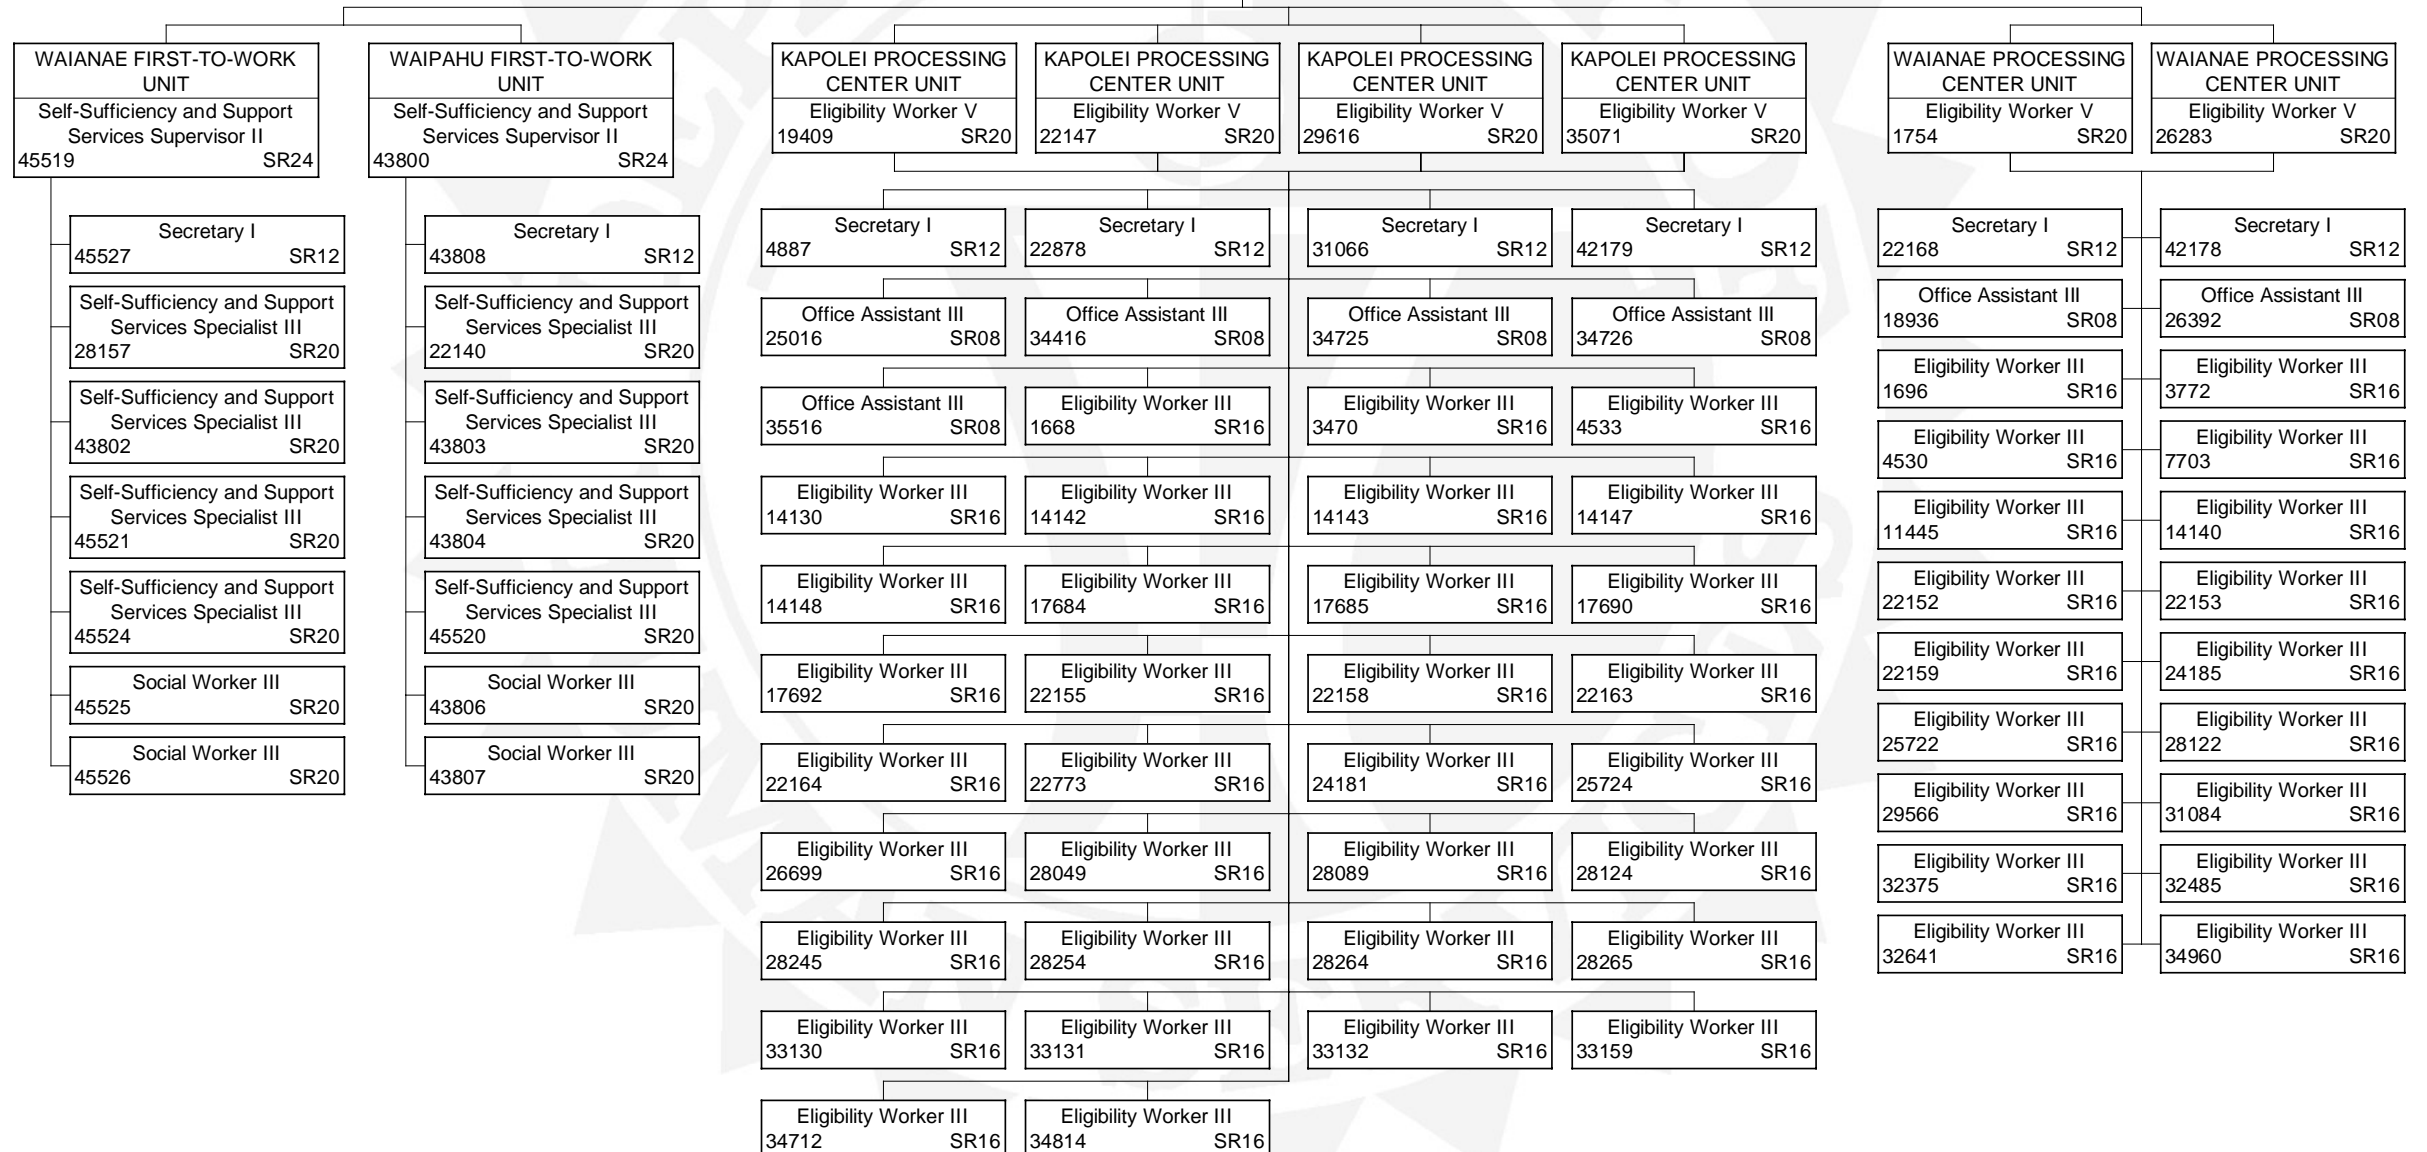 WAIANAE FIRST-TO-WORK
UNIT
Self-Sufficiency and Support
Services Supervisor II
45519 SR24
Secretary I
45527 SR12
Self-Sufficiency and Support
Services Specialist III
28157 SR20
Self-Sufficiency and Support
Services Specialist III
43802 SR20
Self-Sufficiency and Support
Services Specialist III
45521 SR20
Self-Sufficiency and Support
Services Specialist III
45524 SR20
Social Worker III
45525 SR20
Social Worker III
45526 SR20
WAIPAHU FIRST-TO-WORK
UNIT
Self-Sufficiency and Support
Services Supervisor II
43800 SR24
Secretary I
43808 SR12
Self-Sufficiency and Support
Services Specialist III
22140 SR20
Self-Sufficiency and Support
Services Specialist III
43803 SR20
Self-Sufficiency and Support
Services Specialist III
43804 SR20
Self-Sufficiency and Support
Services Specialist III
45520 SR20
Social Worker III
43806 SR20
Social Worker III
43807 SR20
KAPOLEI PROCESSING
CENTER UNIT
Eligibility Worker V
19409 SR20
KAPOLEI PROCESSING
CENTER UNIT
Eligibility Worker V
22147 SR20
KAPOLEI PROCESSING
CENTER UNIT
Eligibility Worker V
29616 SR20
KAPOLEI PROCESSING
CENTER UNIT
Eligibility Worker V
35071 SR20
Secretary I
4887 SR12
Secretary I
22878 SR12
Secretary I
31066 SR12
Secretary I
42179 SR12
Office Assistant III
25016 SR08
Office Assistant III
34416 SR08
Office Assistant III
34725 SR08
Office Assistant III
34726 SR08
Office Assistant III
35516 SR08
Eligibility Worker III
1668 SR16
Eligibility Worker III
3470 SR16
Eligibility Worker III
4533 SR16
Eligibility Worker III
14130 SR16
Eligibility Worker III
14142 SR16
Eligibility Worker III
14143 SR16
Eligibility Worker III
14147 SR16
Eligibility Worker III
14148 SR16
Eligibility Worker III
17684 SR16
Eligibility Worker III
17685 SR16
Eligibility Worker III
17690 SR16
Eligibility Worker III
17692 SR16
Eligibility Worker III
22155 SR16
Eligibility Worker III
22158 SR16
Eligibility Worker III
22163 SR16
Eligibility Worker III
22164 SR16
Eligibility Worker III
22773 SR16
Eligibility Worker III
24181 SR16
Eligibility Worker III
25724 SR16
Eligibility Worker III
26699 SR16
Eligibility Worker III
28049 SR16
Eligibility Worker III
28089 SR16
Eligibility Worker III
28124 SR16
Eligibility Worker III
28245 SR16
Eligibility Worker III
28254 SR16
Eligibility Worker III
28264 SR16
Eligibility Worker III
28265 SR16
Eligibility Worker III
33130 SR16
Eligibility Worker III
33131 SR16
Eligibility Worker III
33132 SR16
Eligibility Worker III
33159 SR16
Eligibility Worker III
34712 SR16
Eligibility Worker III
34814 SR16
WAIANAE PROCESSING
CENTER UNIT
Eligibility Worker V
1754 SR20
WAIANAE PROCESSING
CENTER UNIT
Eligibility Worker V
26283 SR20
Secretary I
22168 SR12
Secretary I
42178 SR12
Office Assistant III
18936 SR08
Office Assistant III
26392 SR08
Eligibility Worker III
1696 SR16
Eligibility Worker III
3772 SR16
Eligibility Worker III
4530 SR16
Eligibility Worker III
7703 SR16
Eligibility Worker III
11445 SR16
Eligibility Worker III
14140 SR16
Eligibility Worker III
22152 SR16
Eligibility Worker III
22153 SR16
Eligibility Worker III
22159 SR16
Eligibility Worker III
24185 SR16
Eligibility Worker III
25722 SR16
Eligibility Worker III
28122 SR16
Eligibility Worker III
29566 SR16
Eligibility Worker III
31084 SR16
Eligibility Worker III
32375 SR16
Eligibility Worker III
32485 SR16
Eligibility Worker III
32641 SR16
Eligibility Worker III
34960 SR16